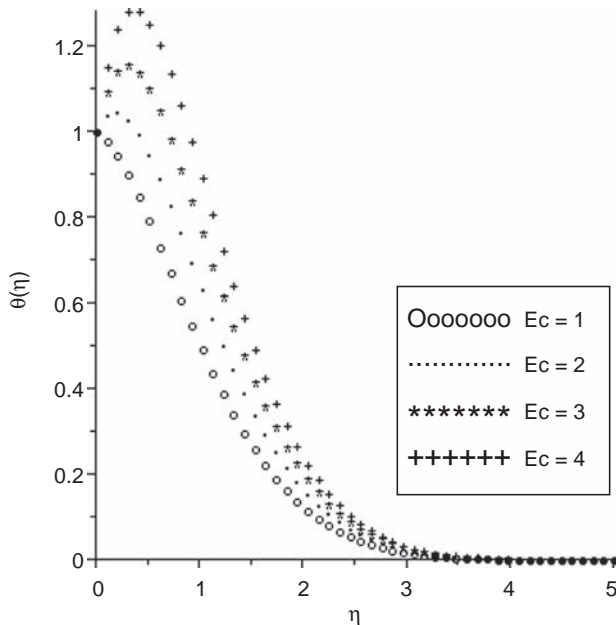 1.2
1
0.8
0.6
0.4
0.2
0
θ(η)
0 1 2 3 4 5
η
Ooooooo Ec = 1
............. Ec = 2
******* Ec = 3
++++++ Ec = 4